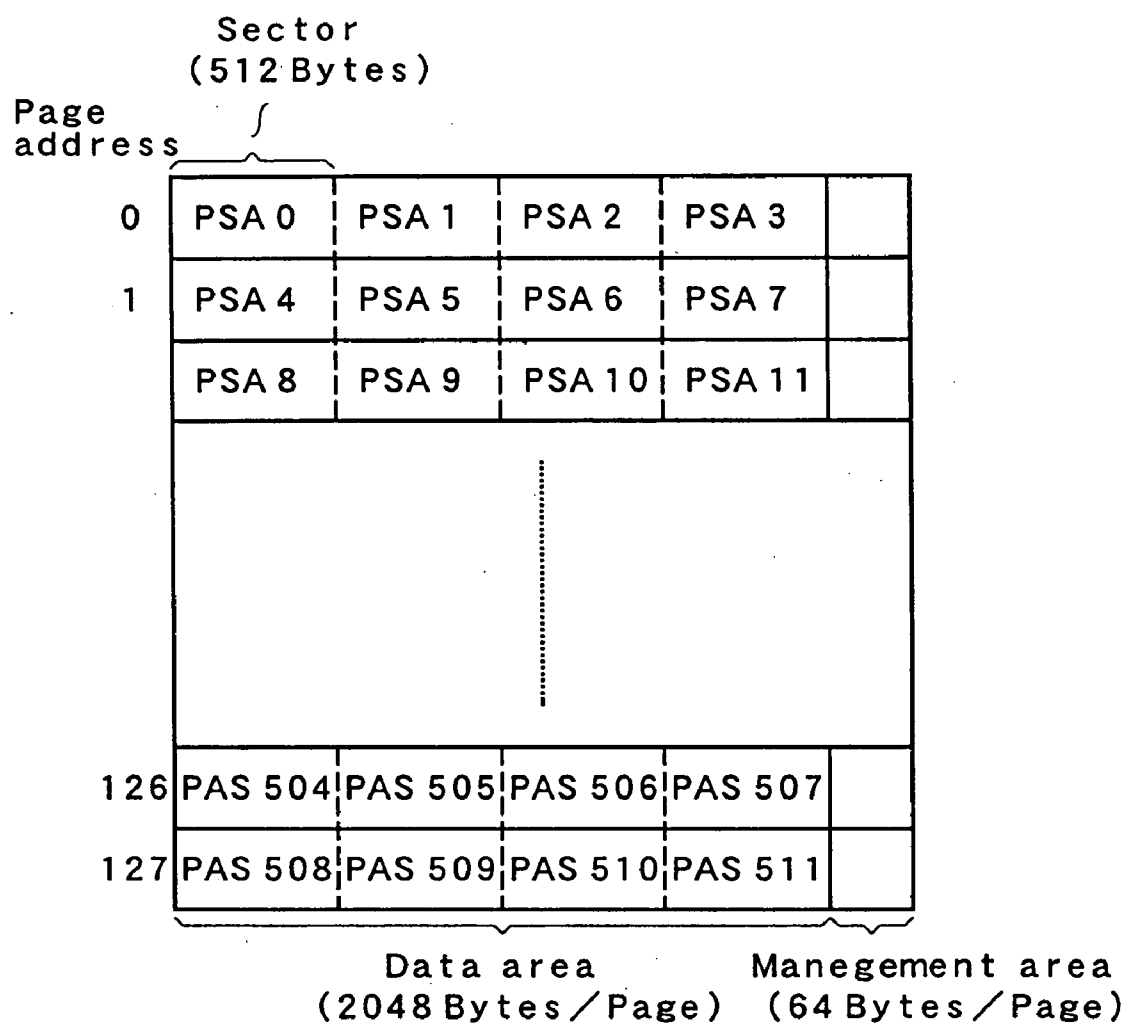 Sector
(512 Bytes)
Page
address
0 PSA 0 PSA 1 PSA 2 PSA 3
1 PSA 4 PSA 5 PSA 6 PSA 7
PSA 8 PSA 9 PSA 10 PSA 11
126 PAS 504 PAS 505 PAS 506 PAS 507
127 PAS 508 PAS 509 PAS 510 PAS 511
Data area Manegement area
(2048 Bytes/Page) (64 Bytes/Page)